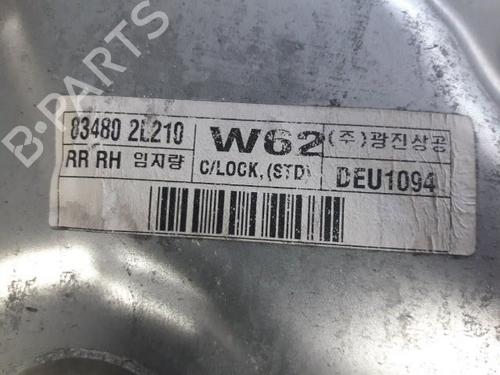 B-PARTS
83480 2L210
W62
(주)광진상공
RR RH 임지량
C/LOCK,(STD)
DEU1094